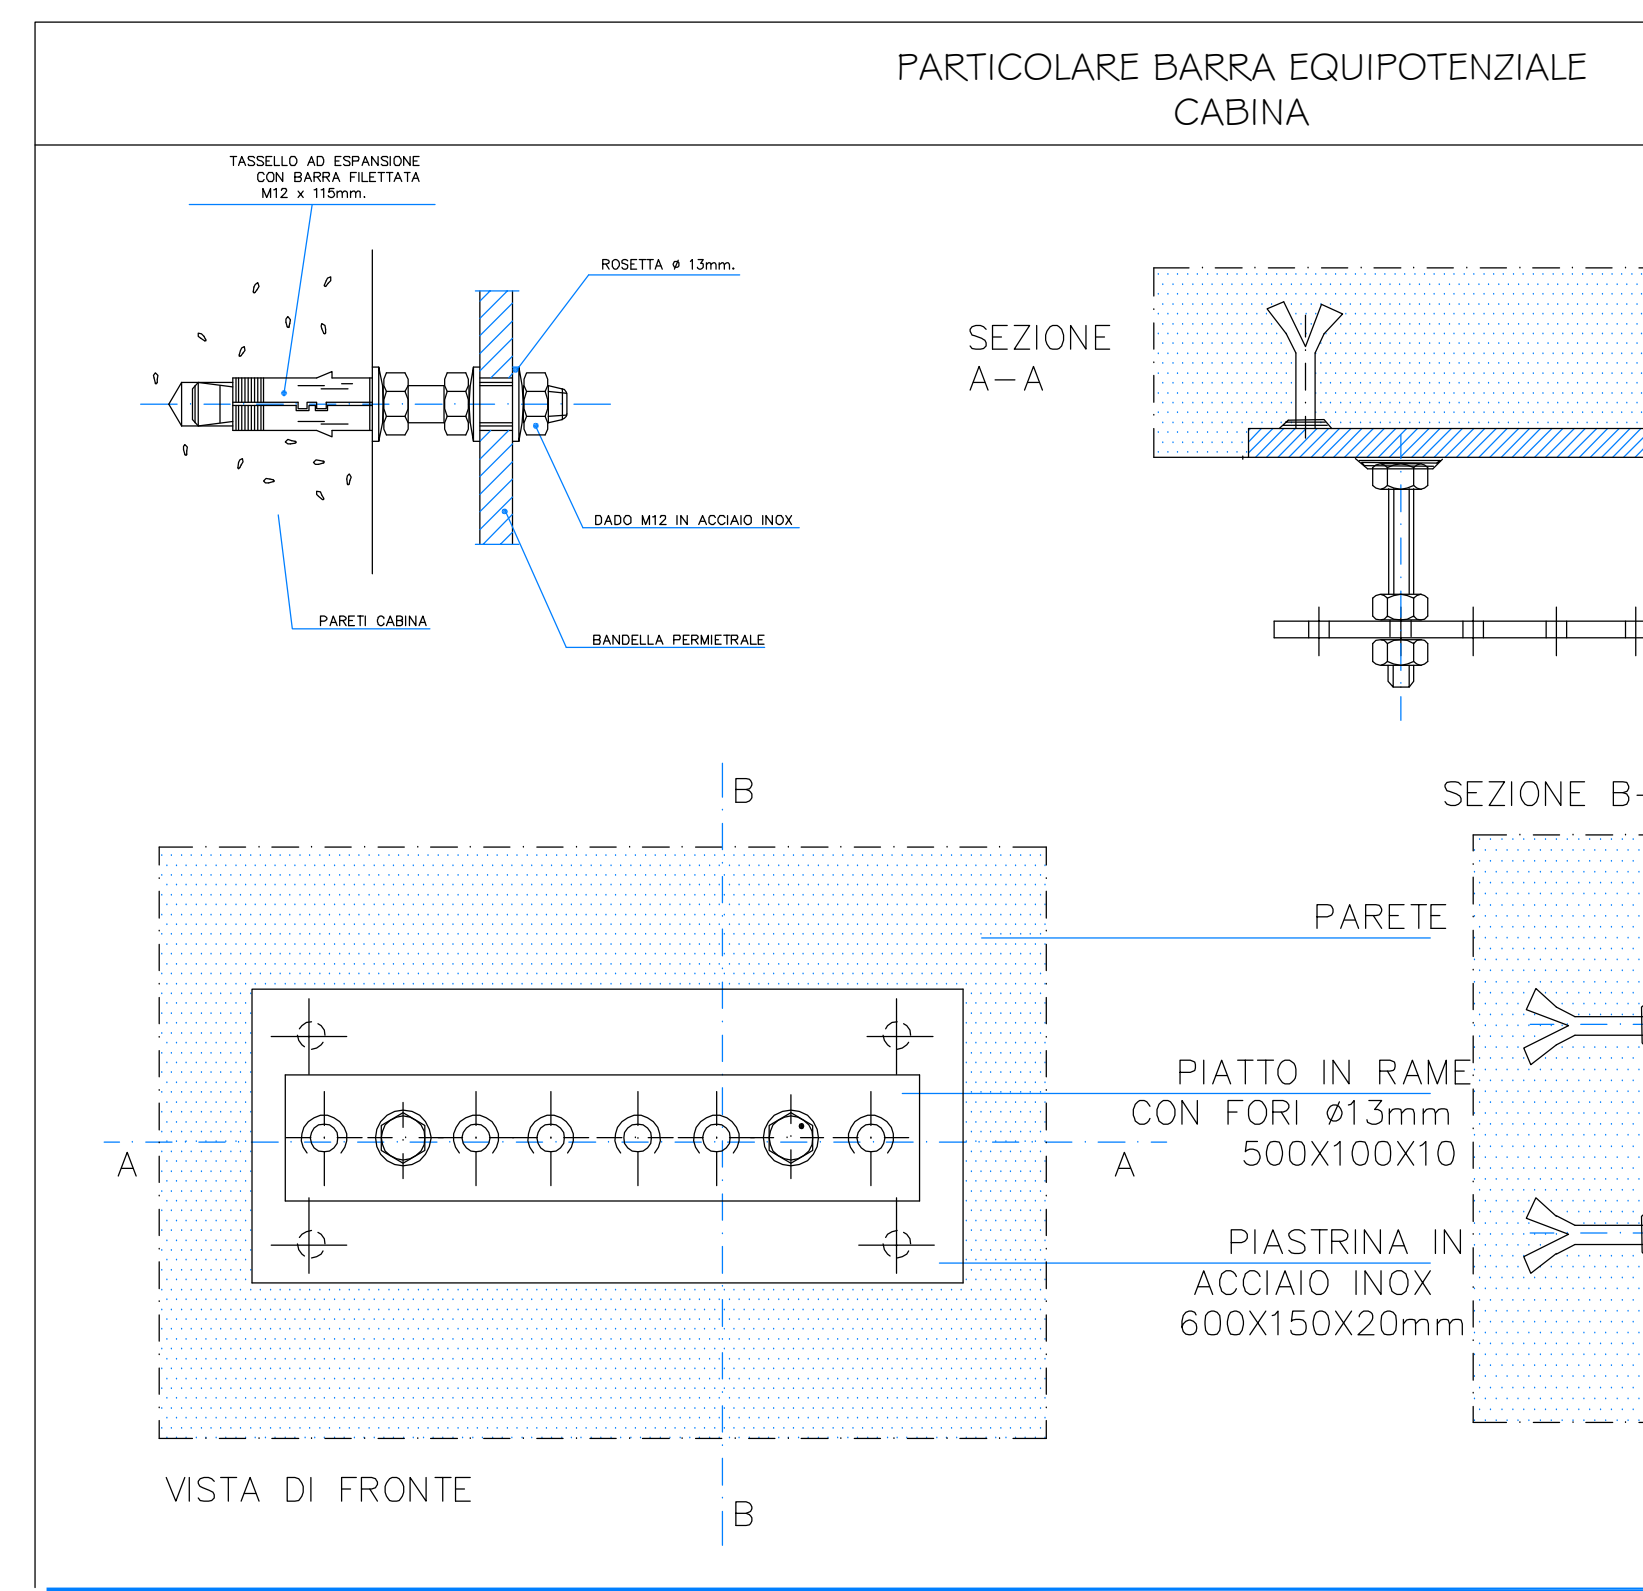 PARTICOLARE BARRA EQUIPOTENZIALE
CABINA
TASSELLO AD ESPANSIONE
CON BARRA FILETTATA
M12 x 115mm.
ROSETTA ø 13mm.
DADO M12 IN ACCIAIO INOX
PARETI CABINA
BANDELLA PERMIETRALE
SEZIONE
A-A
SEZIONE B-
B
PARETE
PIATTO IN RAME
CON FORI ø13mm
500X100X10
A
A
PIASTRINA IN
ACCIAIO INOX
600X150X20mm
VISTA DI FRONTE
B